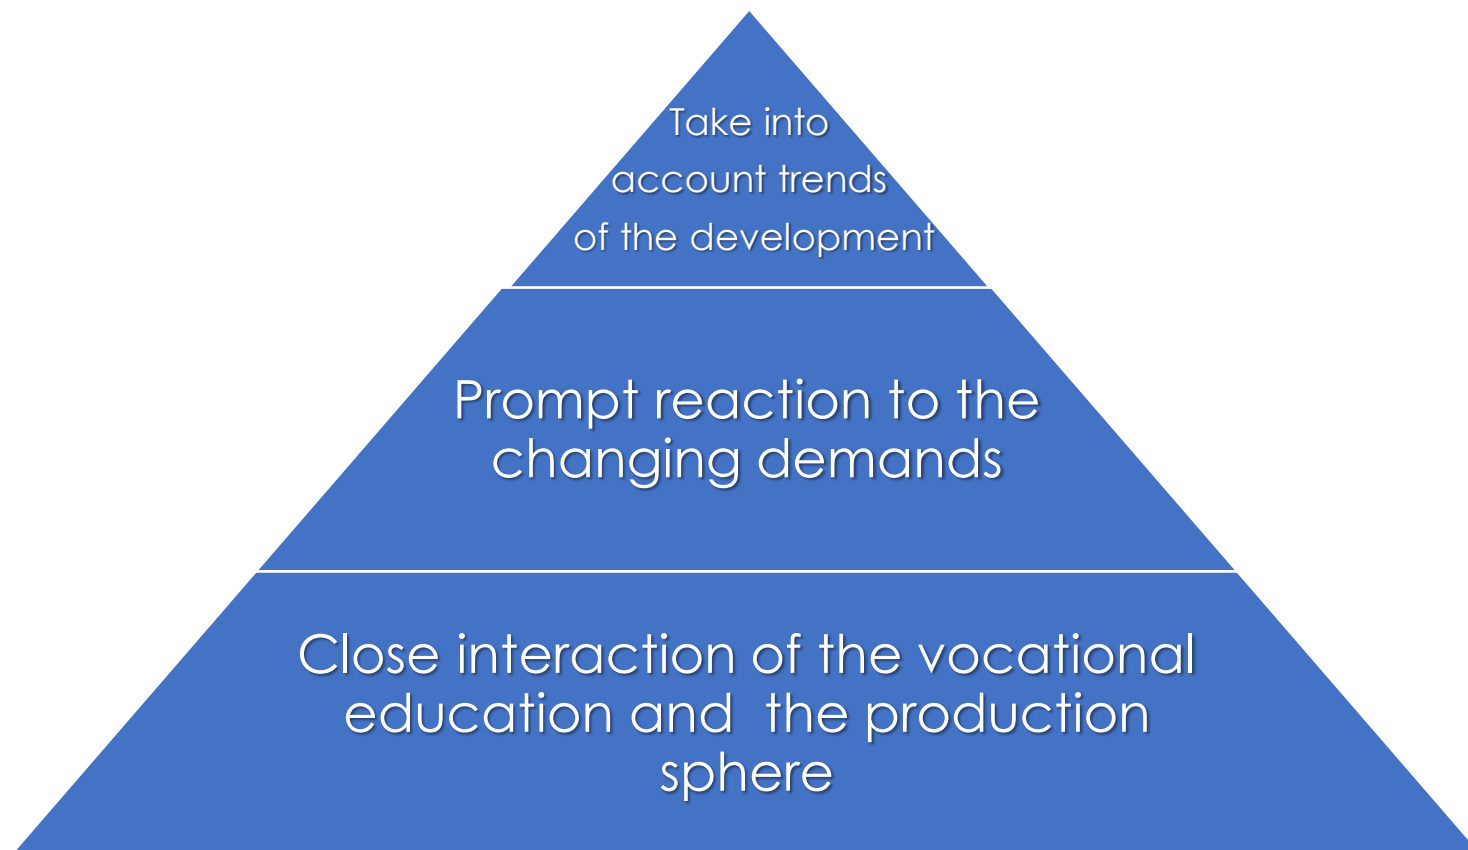 Take into
account trends
of the development
Prompt reaction to the
changing demands
Close interaction of the vocational
education and  the production
sphere